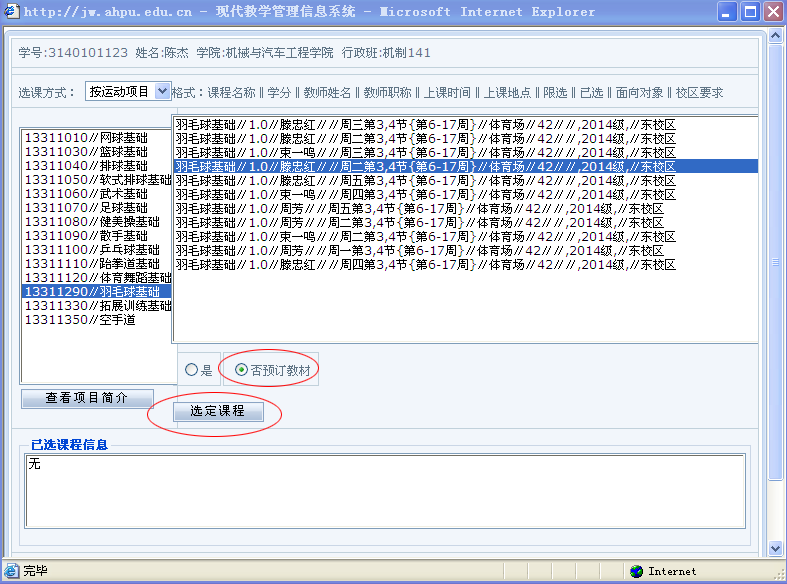 http://jw.ahpu.edu.cn - 现代教学管理信息系统 - Microsoft Internet Explorer
学号:3140101123 姓名:陈杰 学院:机械与汽车工程学院 行政班:机制141
选课方式： 按运动项目 格式：课程名称‖学分‖教师姓名‖教师职称‖上课时间‖上课地点‖限选‖已选‖面向对象‖校区要求
13311010//网球基础
13311030//篮球基础
13311040//排球基础
13311050//软式排球基础
13311060//武术基础
13311070//足球基础
13311080//健美操基础
13311090//散手基础
13311100//乒乓球基础
13311110//跆拳道基础
13311120//体育舞蹈基础
13311290//羽毛球基础
13311330//拓展训练基础
13311350//空手道
羽毛球基础//1.0//滕忠红///周三第3,4节{第6-17周}//体育场//42///,2014级,//东校区
羽毛球基础//1.0//滕忠红///周二第3,4节{第6-17周}//体育场//42///,2014级,//东校区
羽毛球基础//1.0//束一鸣///周三第3,4节{第6-17周}//体育场//42///,2014级,//东校区
羽毛球基础//1.0//滕忠红///周二第3,4节{第6-17周}//体育场//42///,2014级,//东校区
羽毛球基础//1.0//滕忠红///周五第3,4节{第6-17周}//体育场//42///,2014级,//东校区
羽毛球基础//1.0//束一鸣///周四第3,4节{第6-17周}//体育场//42///,2014级,//东校区
羽毛球基础//1.0//周芳///周五第3,4节{第6-17周}//体育场//42///,2014级,//东校区
羽毛球基础//1.0//周芳///周二第3,4节{第6-17周}//体育场//42///,2014级,//东校区
羽毛球基础//1.0//束一鸣///周二第3,4节{第6-17周}//体育场//42///,2014级,//东校区
羽毛球基础//1.0//周芳///周一第3,4节{第6-17周}//体育场//42///,2014级,//东校区
羽毛球基础//1.0//滕忠红///周四第3,4节{第6-17周}//体育场//42///,2014级,//东校区
是 否预订教材
查看项目简介
选定课程
已选课程信息
无
完毕 Internet